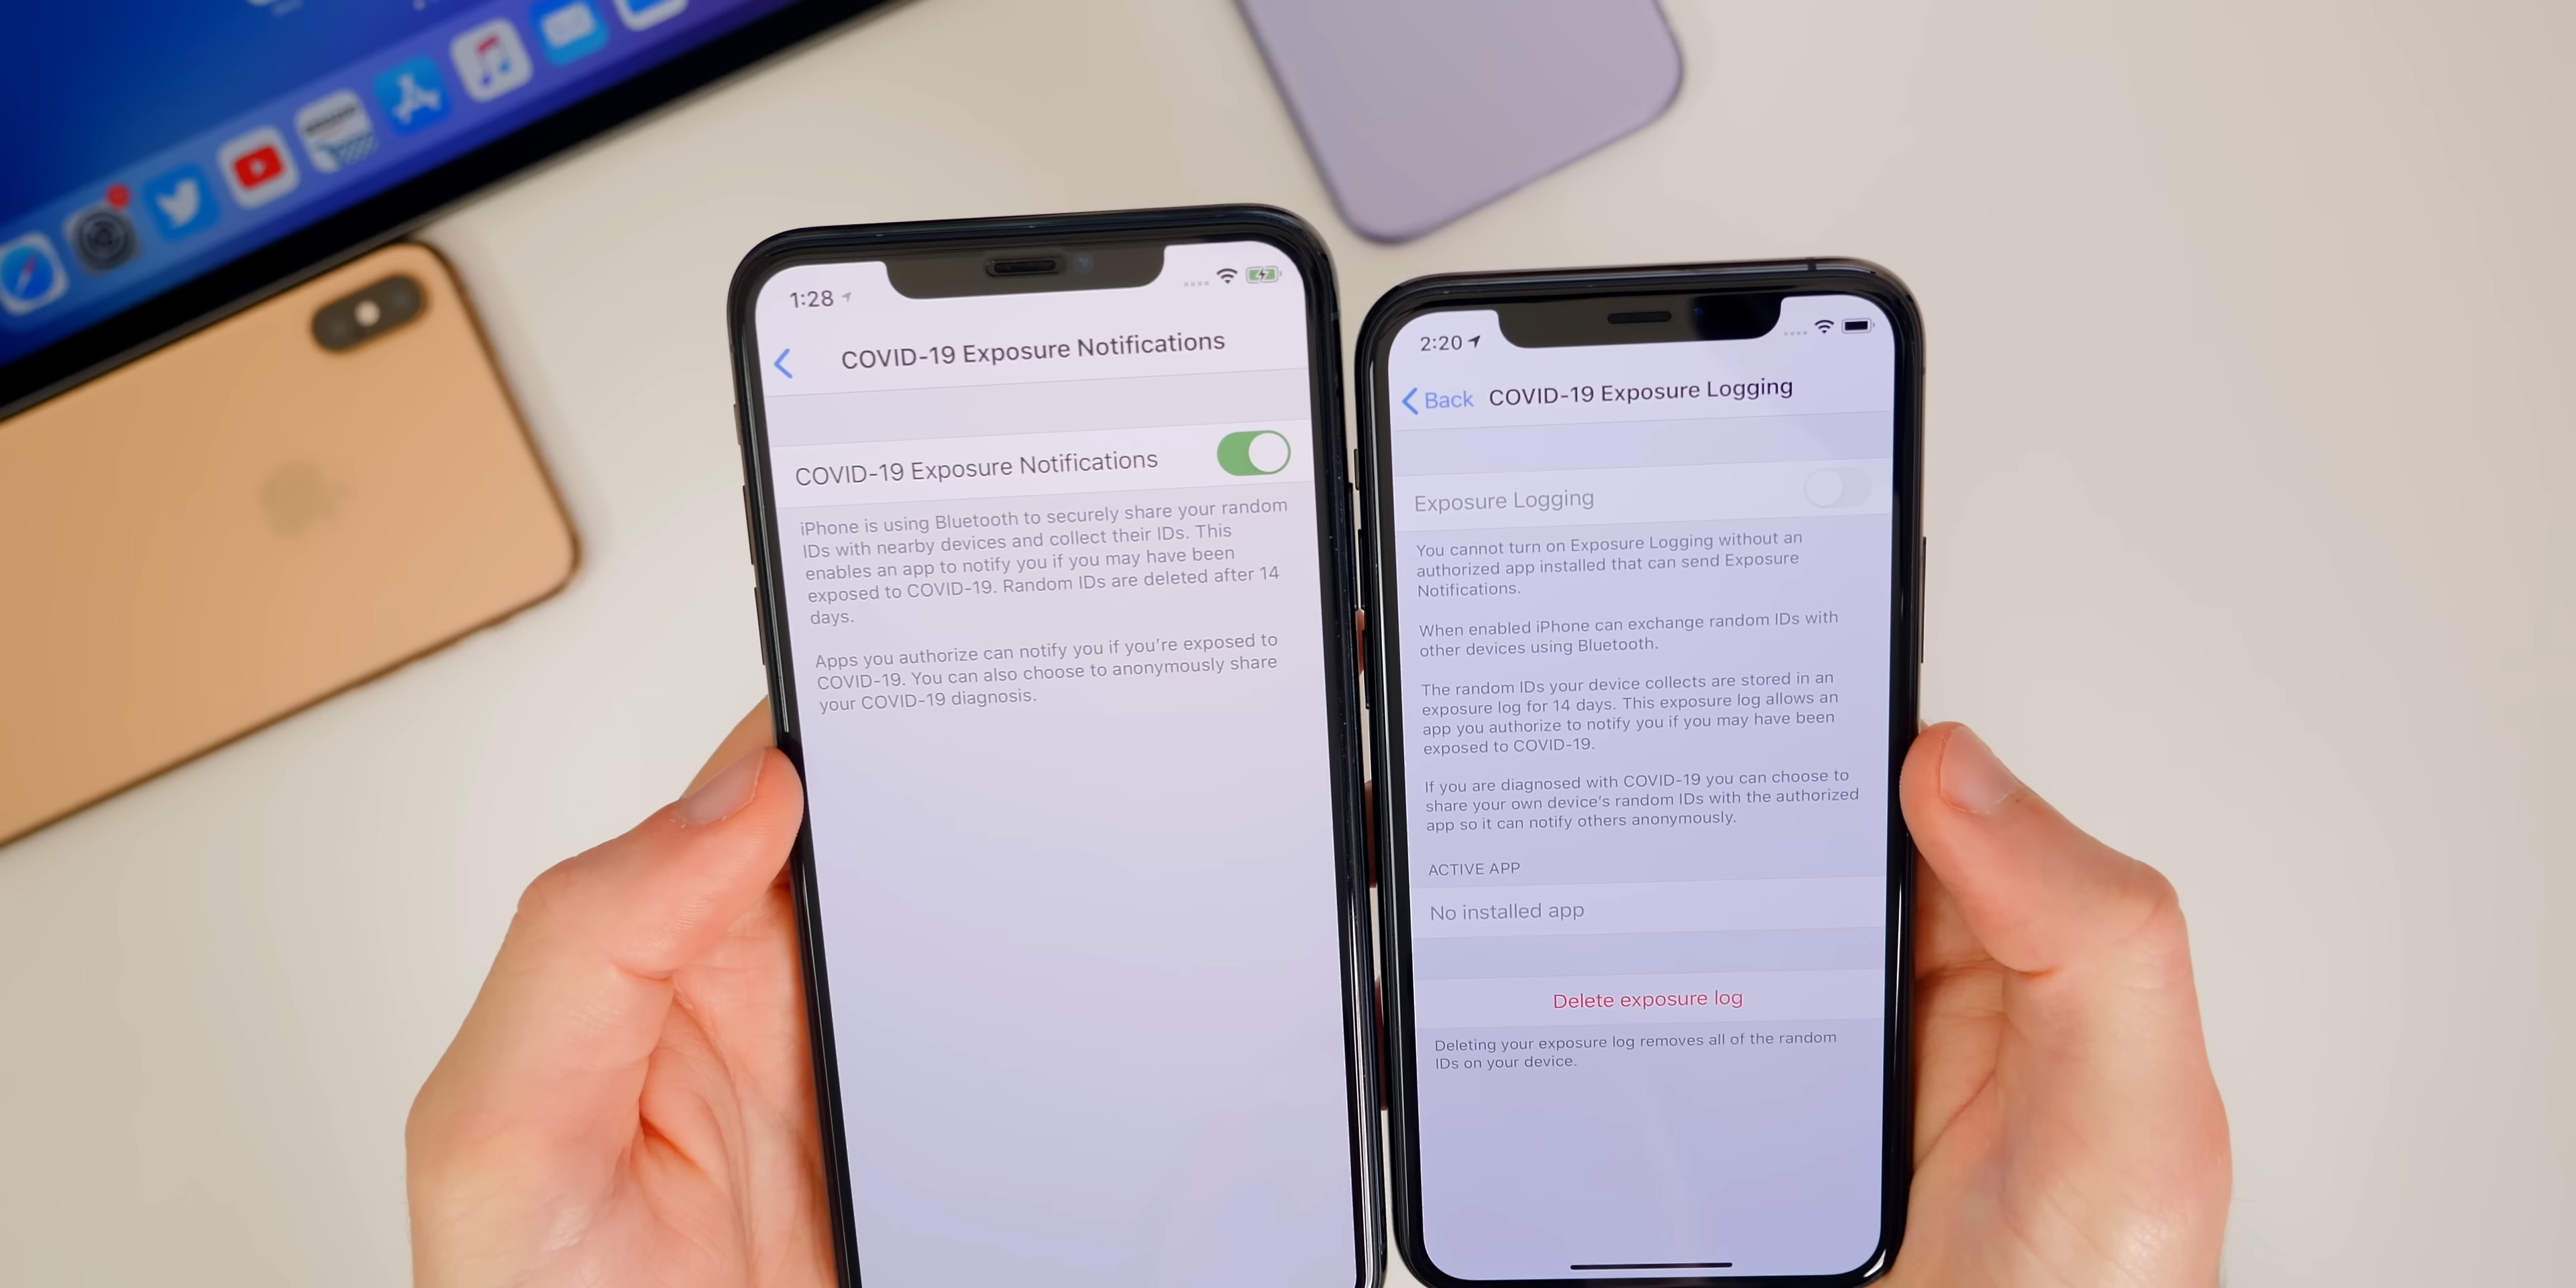 1:28
COVID-19 Exposure Notifications
COVID-19 Exposure Notifications
iPhone is using Bluetooth to securely share your random
IDs with nearby devices and collect their IDs. This
enables an app to notify you if you may have been
exposed to COVID-19. Random IDs are deleted after 14
days.
Apps you authorize can notify you if you're exposed to
COVID-19. You can also choose to anonymously share
your COVID-19 diagnosis.
2:20
Back COVID-19 Exposure Logging
Exposure Logging
You cannot turn on Exposure Logging without an
authorized app installed that can send Exposure
Notifications.
When enabled iPhone can exchange random IDs with
other devices using Bluetooth.
The random IDs your device collects are stored in an
exposure log for 14 days. This exposure log allows an
app you authorize to notify you if you may have been
exposed to COVID-19.
If you are diagnosed with COVID-19 you can choose to
share your own device's random IDs with the authorized
app so it can notify others anonymously.
ACTIVE APP
No installed app
Delete exposure log
Deleting your exposure log removes all of the random
IDs on your device.